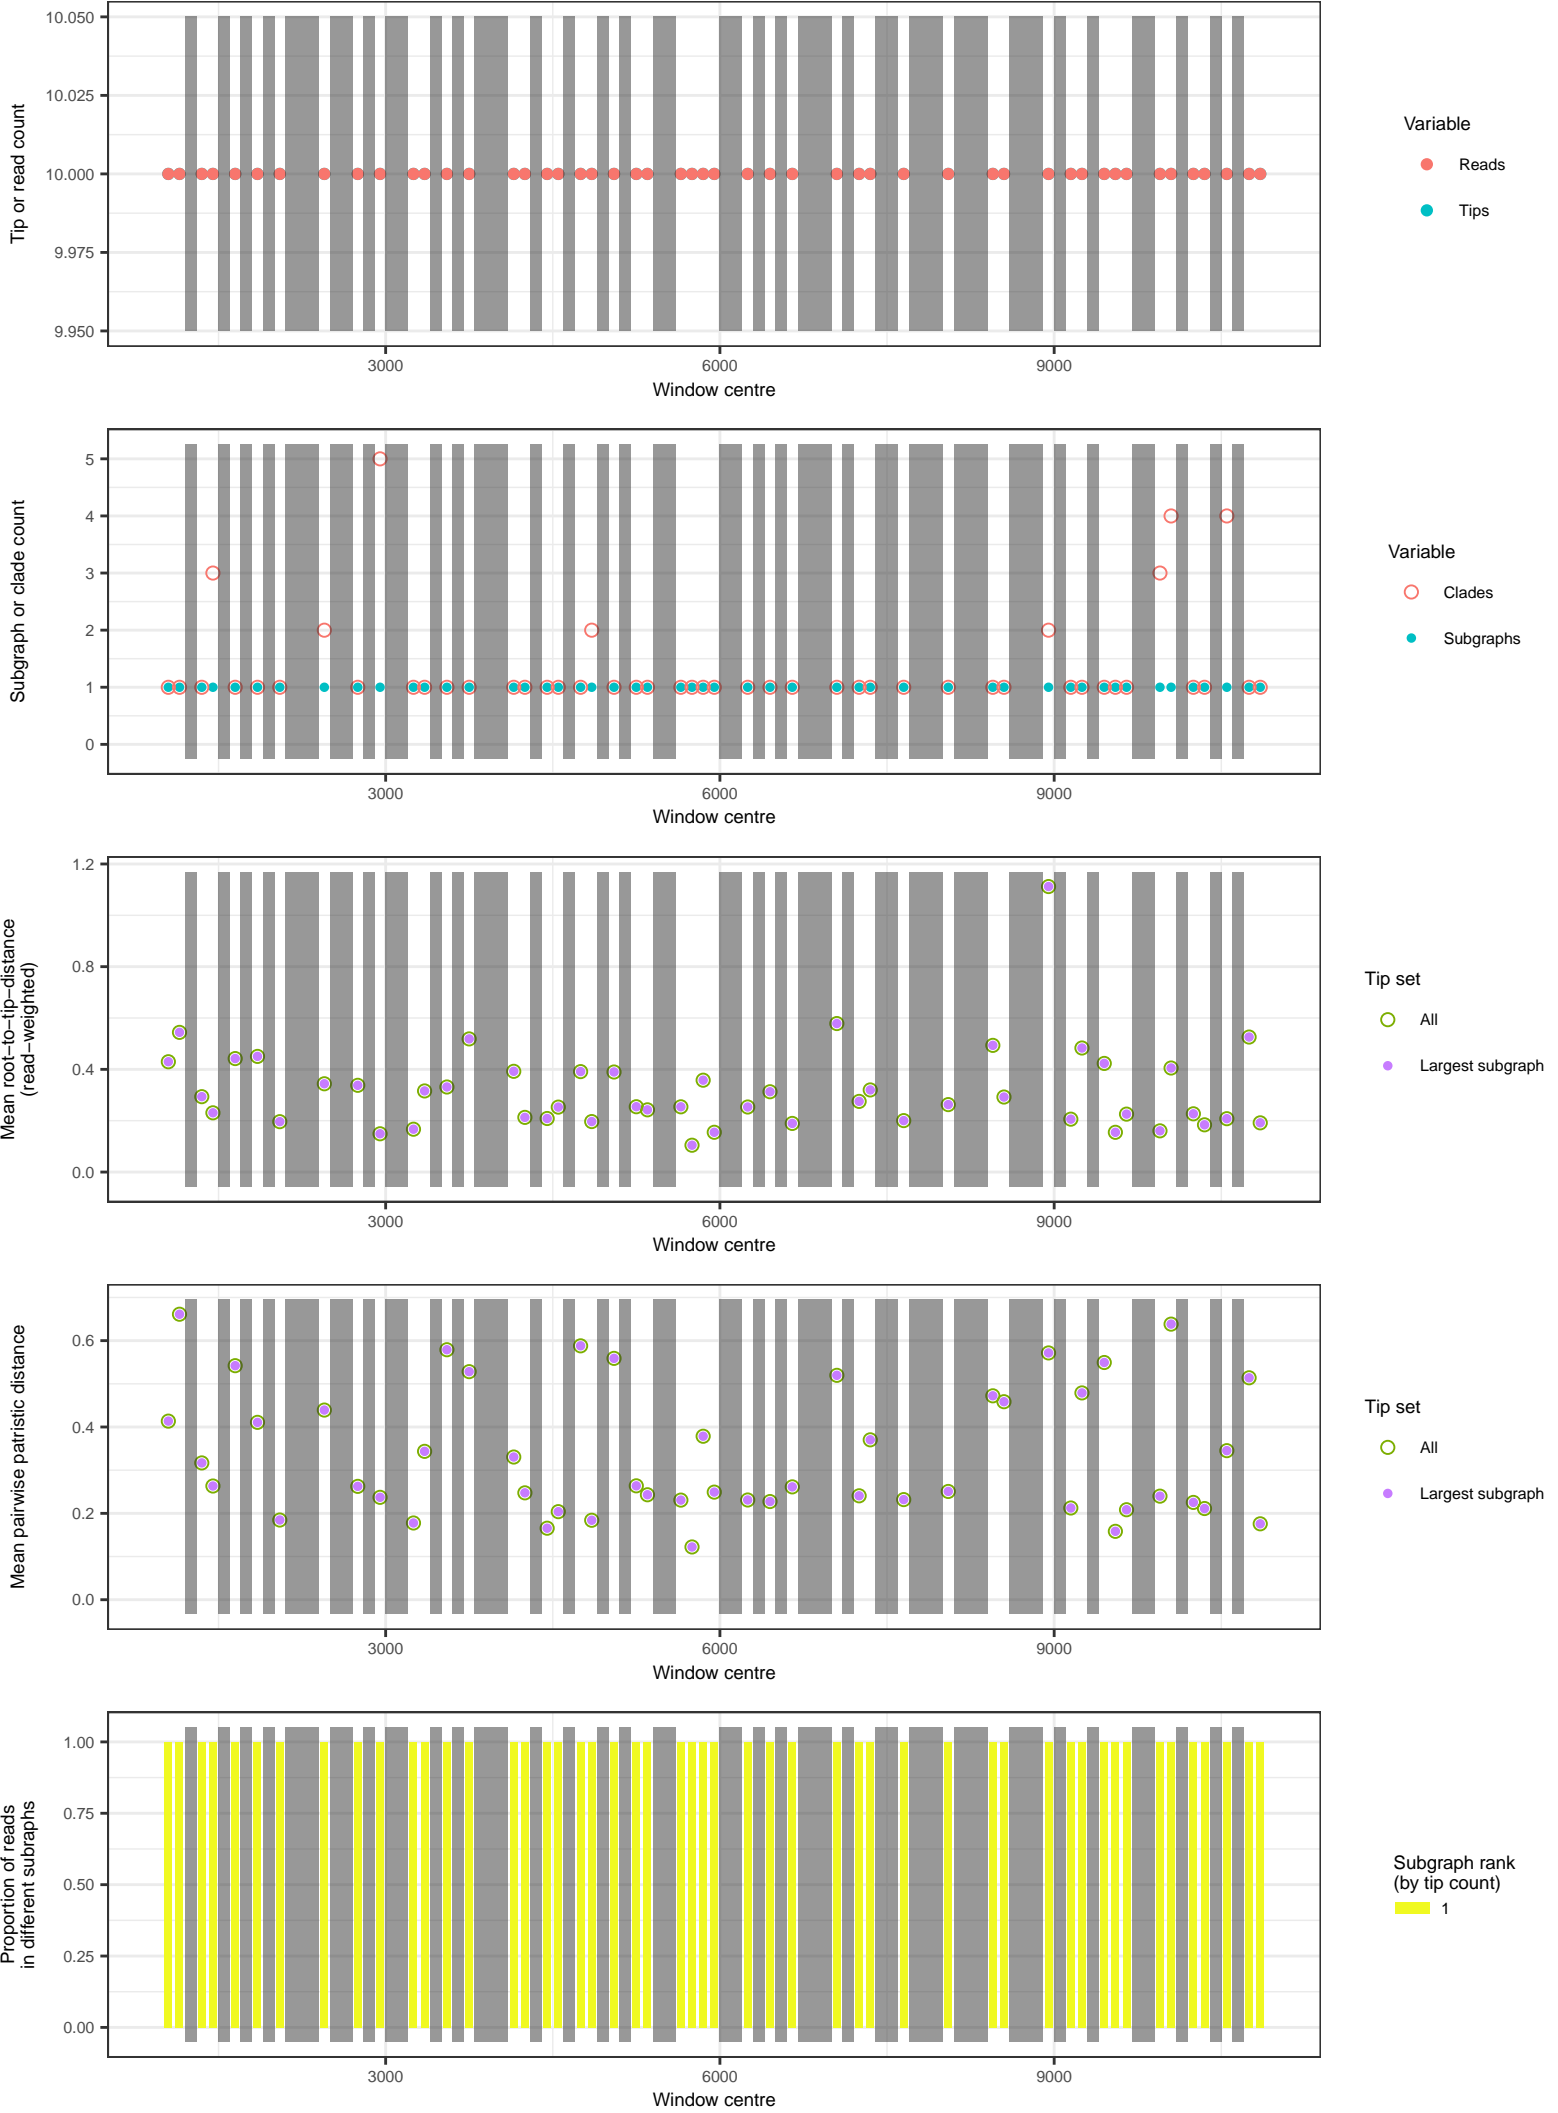 10.050
10.025
10.000
9.975
9.950
Tip or read count
3000
6000
9000
Window centre
Variable
Reads
Tips
5
4
3
2
1
0
Subgraph or clade count
3000
6000
9000
Window centre
Variable
Clades
Subgraphs
1.2
0.8
0.4
0.0
Mean root−to−tip−distance
(read−weighted)
3000
6000
9000
Window centre
Tip set
All
Largest subgraph
0.6
0.4
0.2
0.0
Mean pairwise patristic distance
3000
6000
9000
Window centre
Tip set
All
Largest subgraph
1.00
0.75
0.50
0.25
0.00
Proportion of reads
in different subraphs
3000
6000
9000
Window centre
Subgraph rank
(by tip count)
1